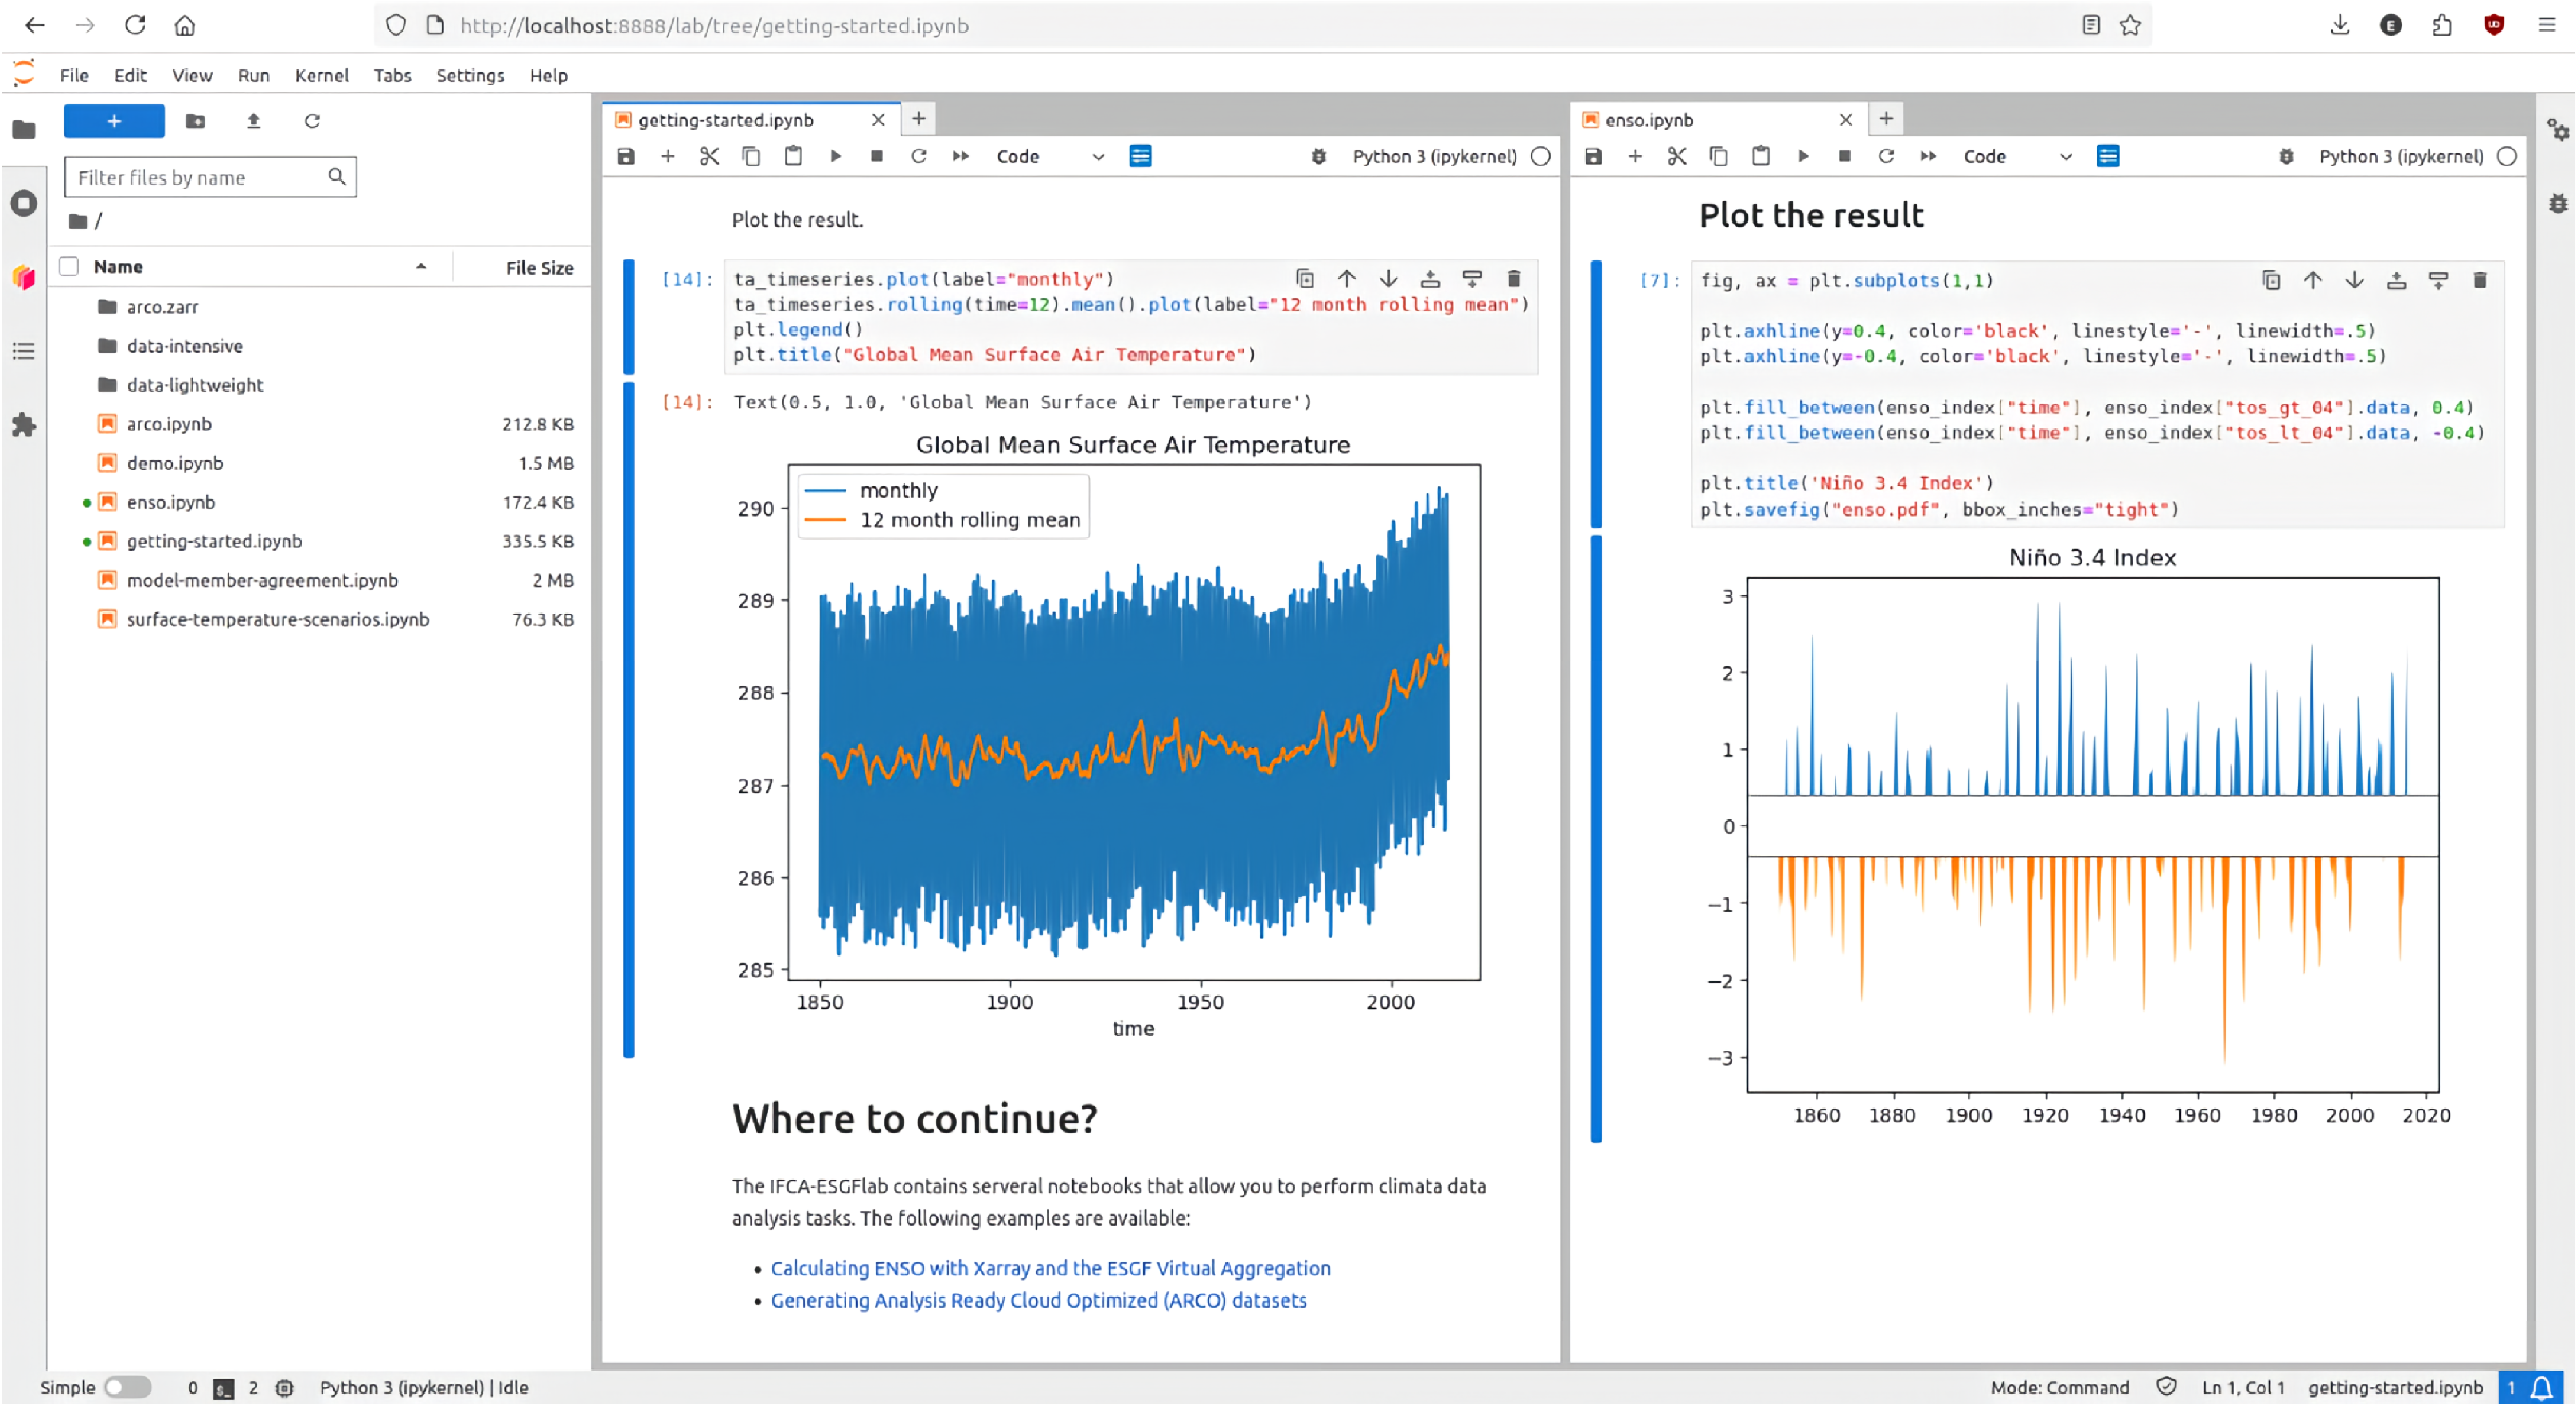 http://localhost:8888/lab/tree/getting-started.ipynb
File Edit View Run Kernel Tabs Settings Help
+
Filter files by name
/
Name File Size
arco.zarr
data-intensive
data-lightweight
arco.ipynb 212.8 KB
demo.ipynb 1.5 MB
enso.ipynb 172.4 KB
getting-started.ipynb 335.5 KB
model-member-agreement.ipynb 2 MB
surface-temperature-scenarios.ipynb 76.3 KB
getting-started.ipynb
Code Python 3 (ipykernel)
Plot the result.
[14]: ta_timeseries.plot(label="monthly")
ta_timeseries.rolling(time=12).mean().plot(label="12 month rolling mean")
plt.legend()
plt.title("Global Mean Surface Air Temperature")
[14]: Text(0.5, 1.0, 'Global Mean Surface Air Temperature')
Global Mean Surface Air Temperature
monthly
12 month rolling mean
290
289
288
287
286
285
1850 1900 1950 2000
time
Where to continue?
The IFCA-ESGFlab contains serveral notebooks that allow you to perform climata data
analysis tasks. The following examples are available:
• Calculating ENSO with Xarray and the ESGF Virtual Aggregation
• Generating Analysis Ready Cloud Optimized (ARCO) datasets
enso.ipynb
Code Python 3 (ipykernel)
Plot the result
[7]: fig, ax = plt.subplots(1,1)
plt.axhline(y=0.4, color='black', linestyle='-', linewidth=.5)
plt.axhline(y=-0.4, color='black', linestyle='-', linewidth=.5)
plt.fill_between(enso_index["time"], enso_index["tos_gt_04"].data, 0.4)
plt.fill_between(enso_index["time"], enso_index["tos_lt_04"].data, -0.4)
plt.title('Niño 3.4 Index')
plt.savefig("enso.pdf", bbox_inches="tight")
Niño 3.4 Index
3
2
1
0
−1
−2
−3
1860 1880 1900 1920 1940 1960 1980 2000 2020
Simple 0 2 Python 3 (ipykernel) | Idle Mode: Command Ln 1, Col 1 getting-started.ipynb 1